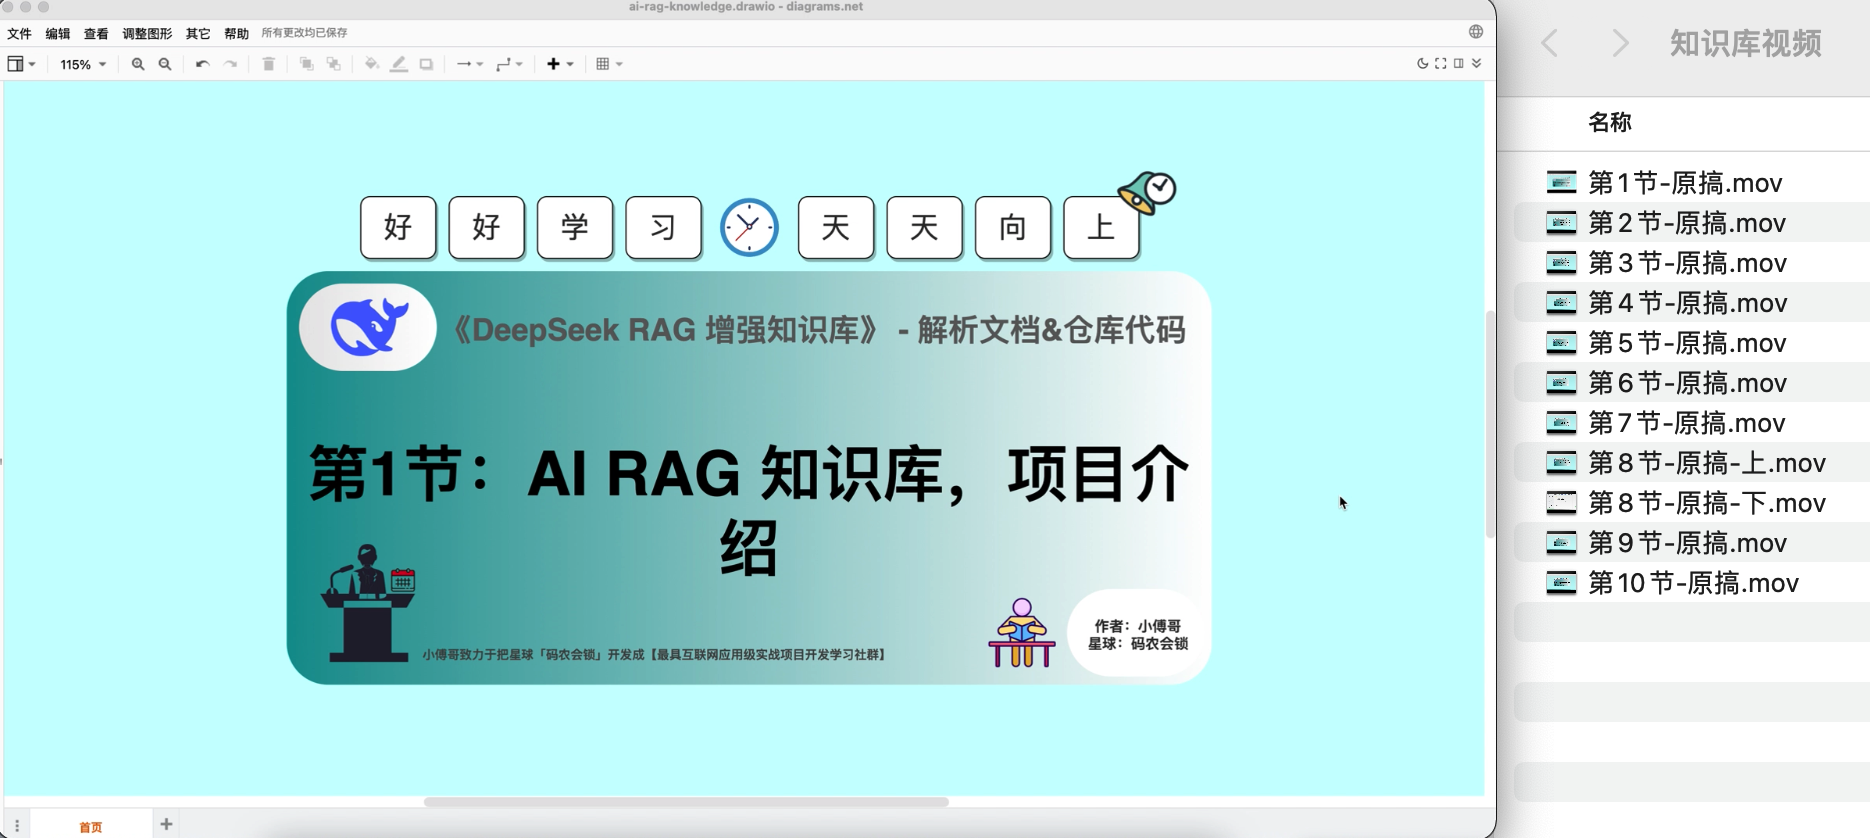 ai-rag-knowledge.drawio - diagrams.net
文件 编辑 查看 调整图形 其它 帮助 所有更改均已保存
115%
好 好 学 习 天 天 向 上
《DeepSeek RAG 增强知识库》 - 解析文档&仓库代码
第1节：AI RAG 知识库，项目介
绍
作者：小傅哥
星球：码农会锁
小傅哥致力于把星球「码农会锁」开发成【最具互联网应用级实战项目开发学习社群】
首页
知识库视频
名称
第1节-原搞.mov
第2节-原搞.mov
第3节-原搞.mov
第4节-原搞.mov
第5节-原搞.mov
第6节-原搞.mov
第7节-原搞.mov
第8节-原搞-上.mov
第8节-原搞-下.mov
第9节-原搞.mov
第10节-原搞.mov